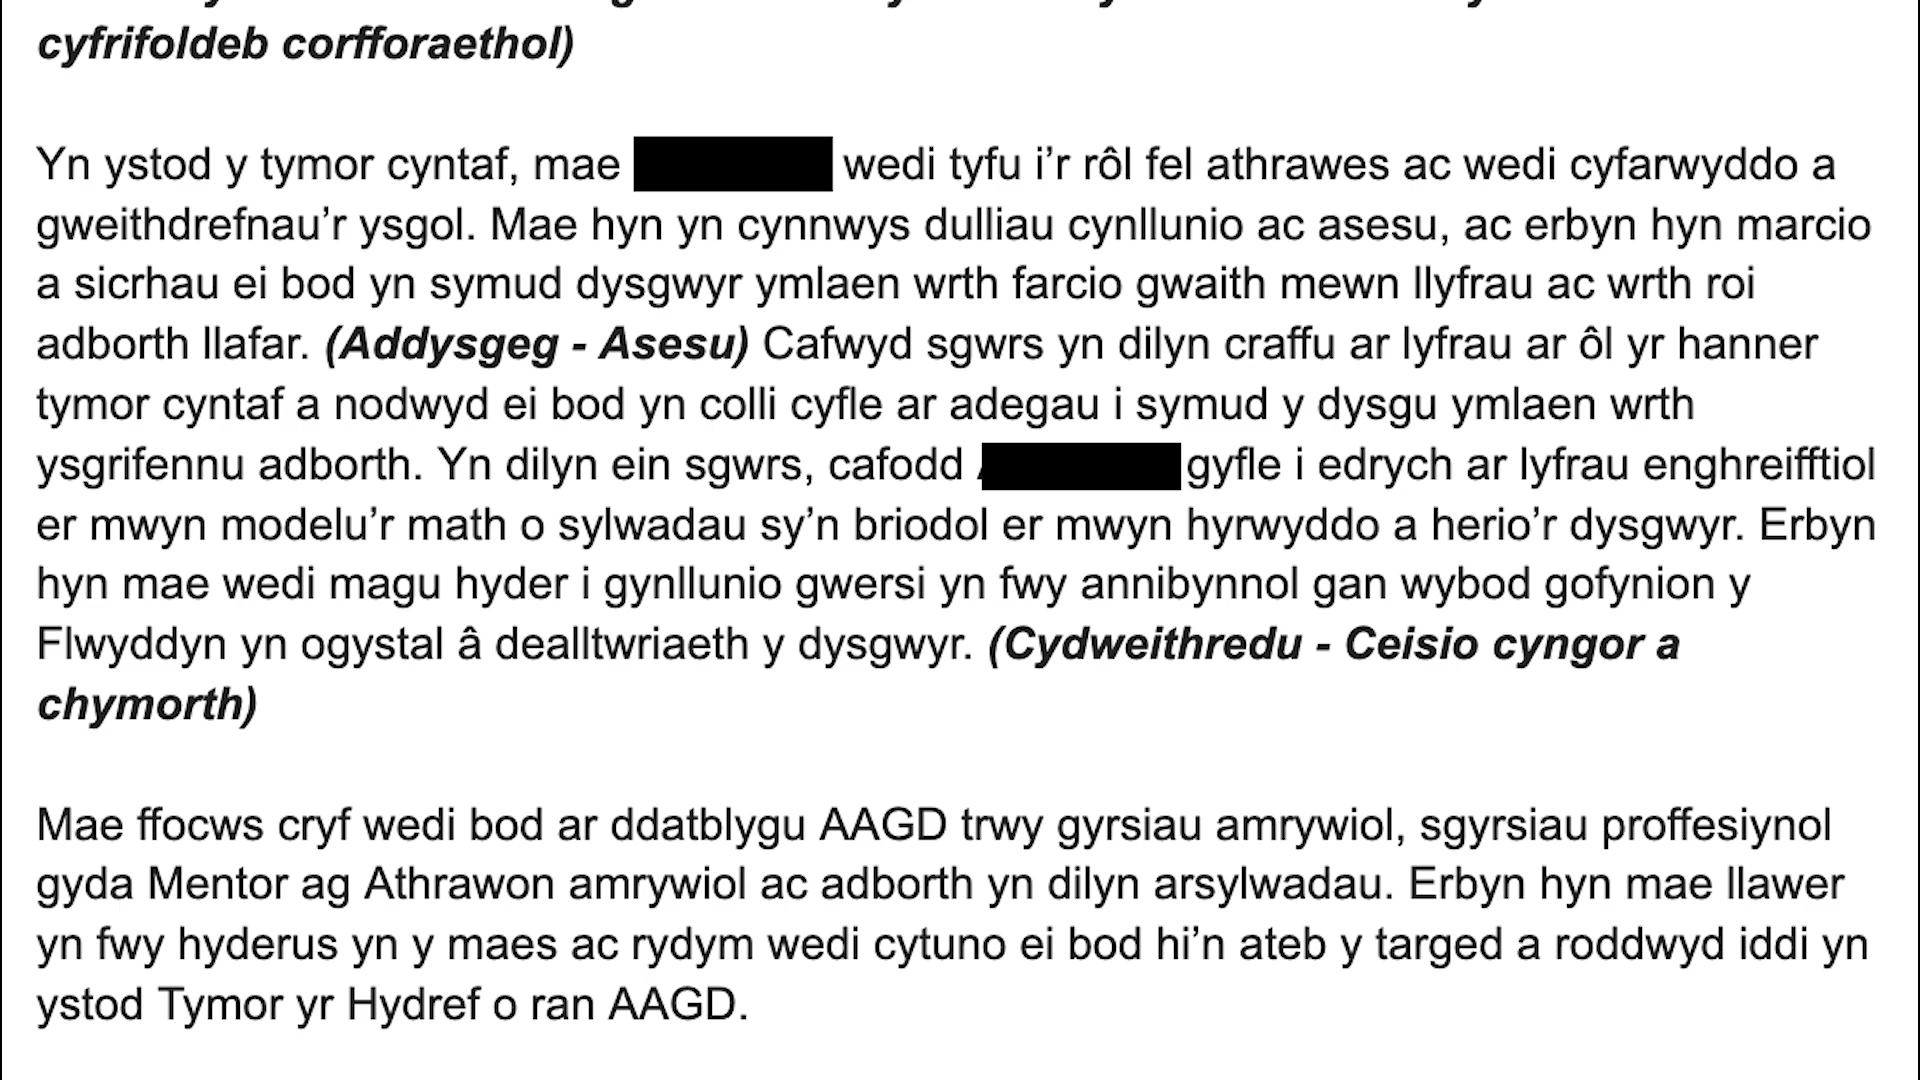 cyfrifoldeb corfforaethol)
Yn ystod y tymor cyntaf, mae wedi tyfu i’r rôl fel athrawes ac wedi cyfarwyddo a
gweithdrefnau’r ysgol. Mae hyn yn cynnwys dulliau cynllunio ac asesu, ac erbyn hyn marcio
a sicrhau ei bod yn symud dysgwyr ymlaen wrth farcio gwaith mewn llyfrau ac wrth roi
adborth llafar. (Addysgeg - Asesu) Cafwyd sgwrs yn dilyn craffu ar lyfrau ar ôl yr hanner
tymor cyntaf a nodwyd ei bod yn colli cyfle ar adegau i symud y dysgu ymlaen wrth
ysgrifennu adborth. Yn dilyn ein sgwrs, cafodd gyfle i edrych ar lyfrau enghreifftiol
er mwyn modelu’r math o sylwadau sy’n briodol er mwyn hyrwyddo a herio’r dysgwyr. Erbyn
hyn mae wedi magu hyder i gynllunio gwersi yn fwy annibynnol gan wybod gofynion y
Flwyddyn yn ogystal â dealltwriaeth y dysgwyr. (Cydweithredu - Ceisio cyngor a
chymorth)
Mae ffocws cryf wedi bod ar ddatblygu AAGD trwy gyrsiau amrywiol, sgyrsiau proffesiynol
gyda Mentor ag Athrawon amrywiol ac adborth yn dilyn arsylwadau. Erbyn hyn mae llawer
yn fwy hyderus yn y maes ac rydym wedi cytuno ei bod hi’n ateb y targed a roddwyd iddi yn
ystod Tymor yr Hydref o ran AAGD.